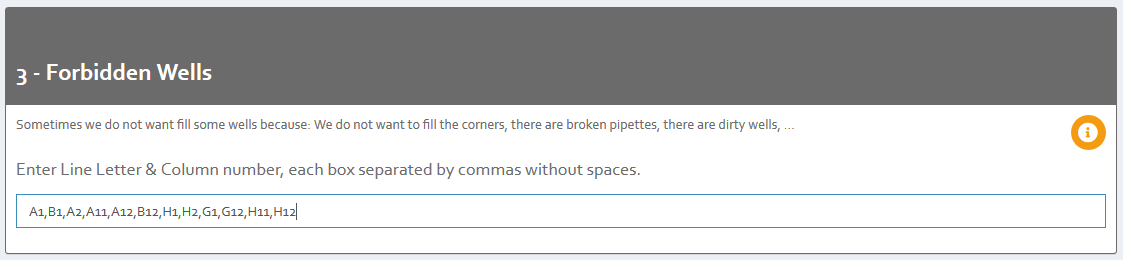 3 - Forbidden Wells
Sometimes we do not want fill some wells because: We do not want to fill the corners, there are broken pipettes, there are dirty wells, ...
Enter Line Letter & Column number, each box separated by commas without spaces.
A1,B1,A2,A11,A12,B12,H1,H2,G1,G12,H11,H12